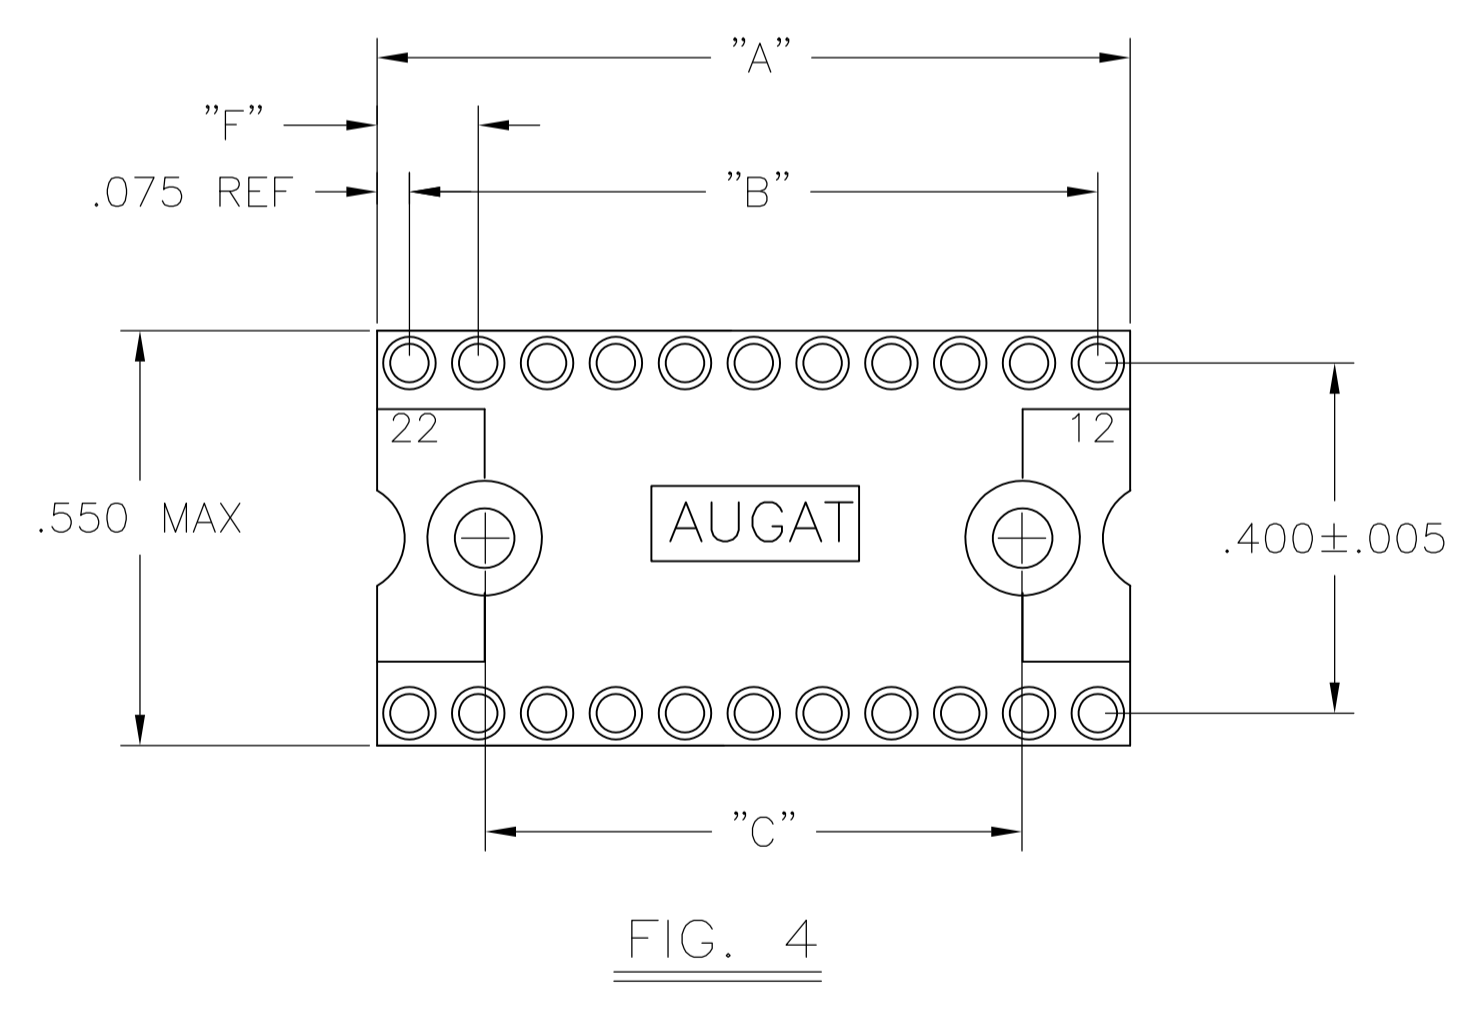 ”A”
”F”
.075 REF
”B”
22
12
.550 MAX
AUGAT
.400±.005
”C”
FIG. 4